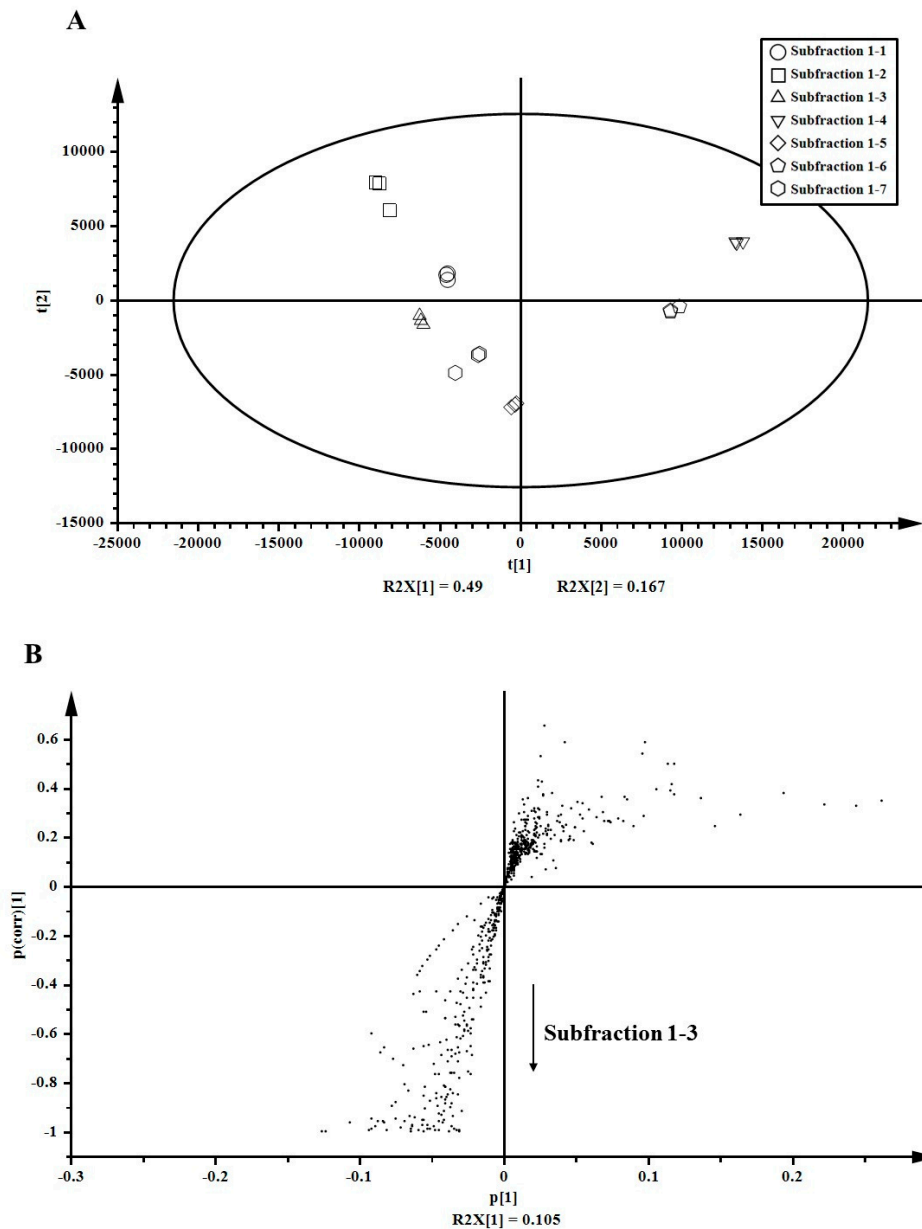 A
Subfraction 1-1
Subfraction 1-2
Subfraction 1-3
Subfraction 1-4
Subfraction 1-5
Subfraction 1-6
Subfraction 1-7
t[2]
10000
5000
0
-5000
-10000
-15000
-25000 -20000 -15000 -10000 -5000 0 5000 10000 15000 20000
t[1]
R2X[1] = 0.49 R2X[2] = 0.167
B
p(corr)[1]
0.6
0.4
0.2
0
-0.2
-0.4
-0.6
-0.8
-1
Subfraction 1-3
-0.3 -0.2 -0.1 0 0.1 0.2
p[1]
R2X[1] = 0.105